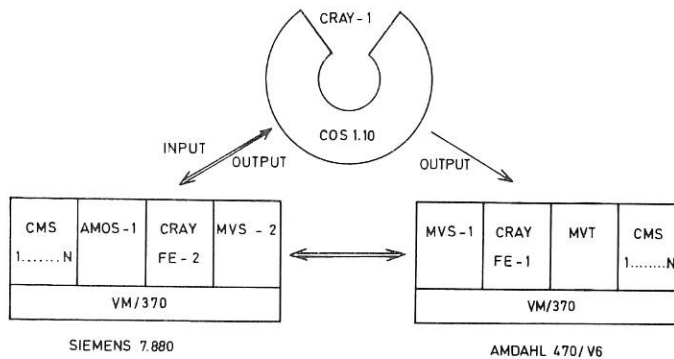 CRAY-1
COS 1.10
INPUT
OUTPUT
OUTPUT
CMS
1.......N
AMOS-1
CRAY
FE-2
MVS - 2
VM/370
SIEMENS 7.880
MVS-1
CRAY
FE-1
MVT
CMS
1........N
VM/370
AMDAHL 470/V6